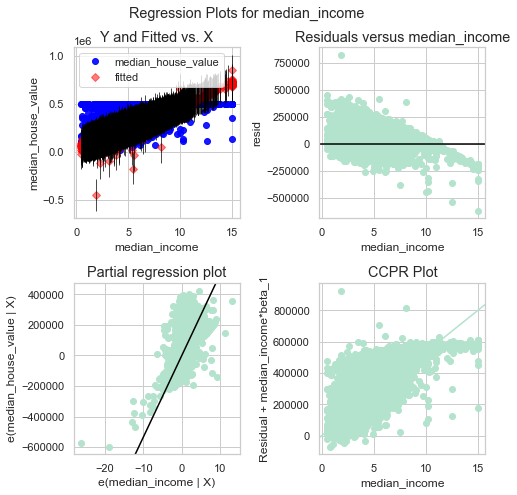 Regression Plots for median_income
Y and Fitted vs. X
1e6
median_house_value
fitted
1.0
0.5
0.0
−0.5
0
5
10
15
median_house_value
median_income
Residuals versus median_income
750000
500000
250000
0
−250000
−500000
0
5
10
15
resid
median_income
Partial regression plot
400000
200000
0
−200000
−400000
−600000
−20
−10
0
10
e(median_house_value | X)
e(median_income | X)
CCPR Plot
800000
600000
400000
200000
0
0
5
10
15
Residual + median_income*beta_1
median_income